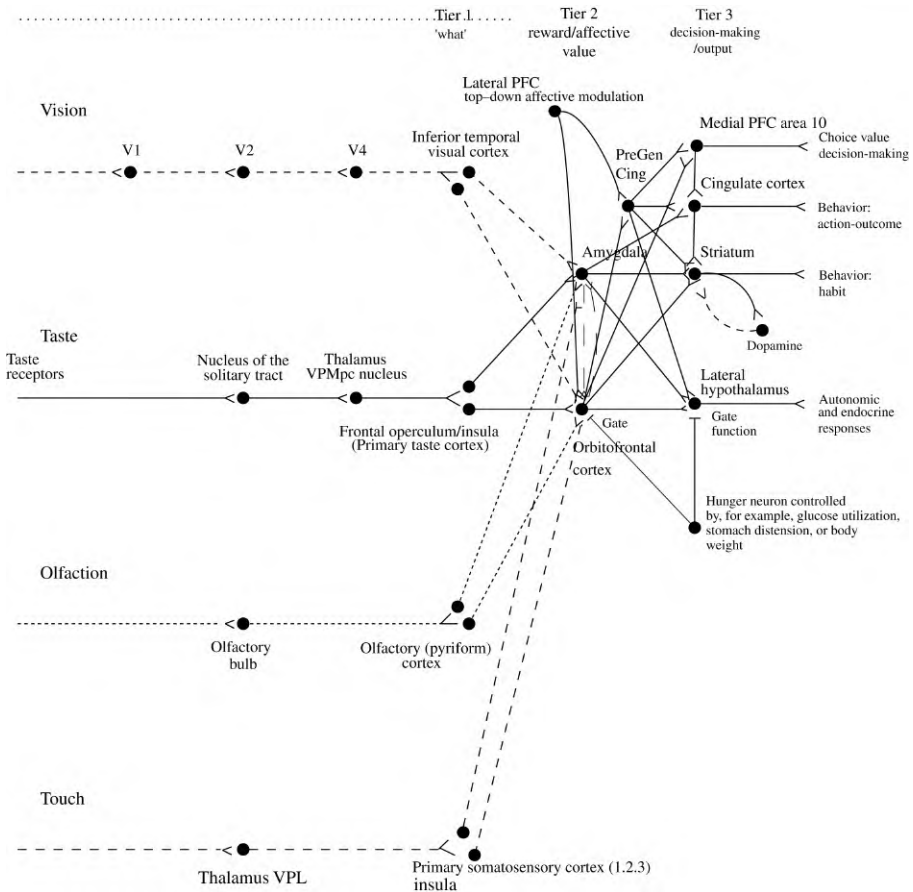 Tier 1
'what'
Tier 2
reward/affective
value
Tier 3
decision-making
/output
Lateral PFC
top–down affective modulation
Vision
Medial PFC area 10
V1
V2
V4
Inferior temporal
visual cortex
PreGen
Cing
Choice value
decision-making
Cingulate cortex
Behavior:
action-outcome
Amygdala
Striatum
Behavior:
habit
Taste
Dopamine
Taste
receptors
Nucleus of the
solitary tract
Thalamus
VPMpc nucleus
Lateral
hypothalamus
Frontal operculum/insula
(Primary taste cortex)
Gate
Orbitofrontal
cortex
Gate
function
Autonomic
and endocrine
responses
Hunger neuron controlled
by, for example, glucose utilization,
stomach distension, or body
weight
Olfaction
Olfactory
bulb
Olfactory (pyriform)
cortex
Touch
Thalamus VPL
Primary somatosensory cortex (1.2.3)
insula